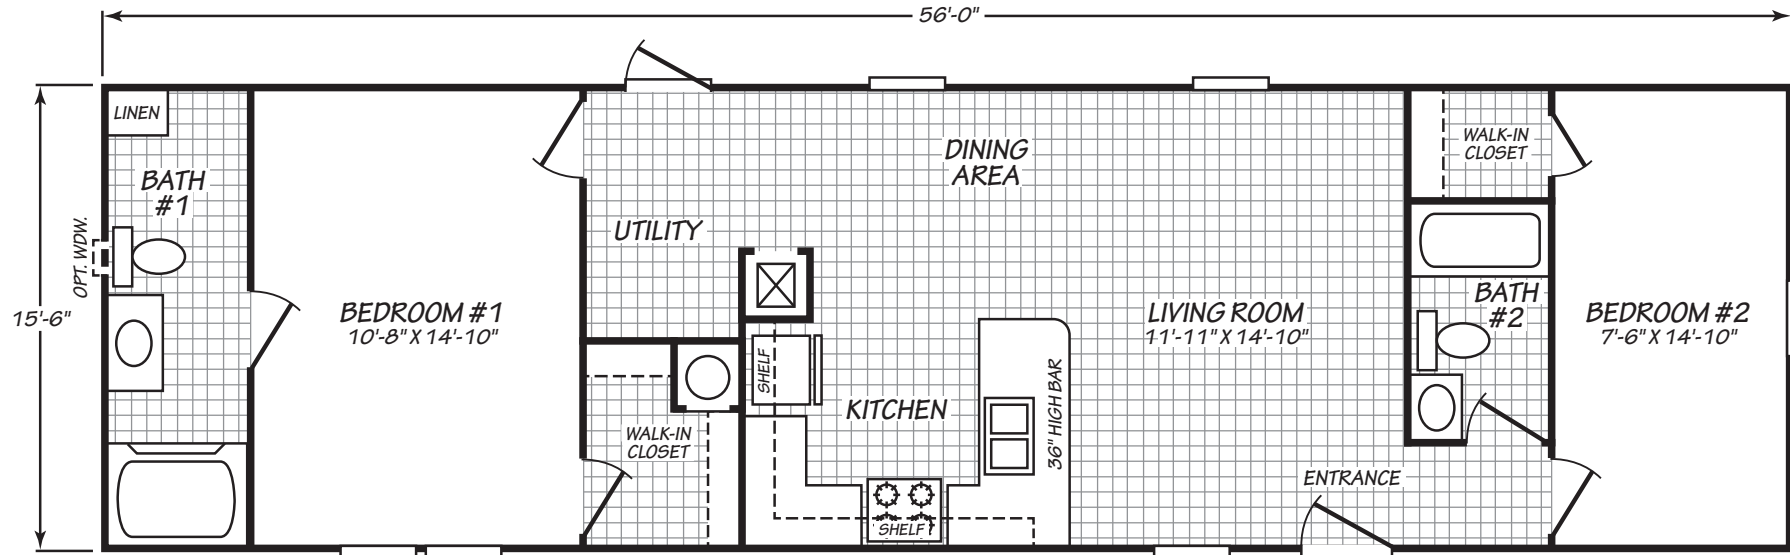 56'-0"
LINEN
BATH
#1
OPT. WDW.
15'-6"
BEDROOM #1
10'-8" X 14'-10"
UTILITY
WALK-IN
CLOSET
DINING
AREA
SHELF
KITCHEN
SHELF
36" HIGH BAR
LIVING ROOM
11'-11" X 14'-10"
ENTRANCE
WALK-IN
CLOSET
BATH
#2
BEDROOM #2
7'-6" X 14'-10"